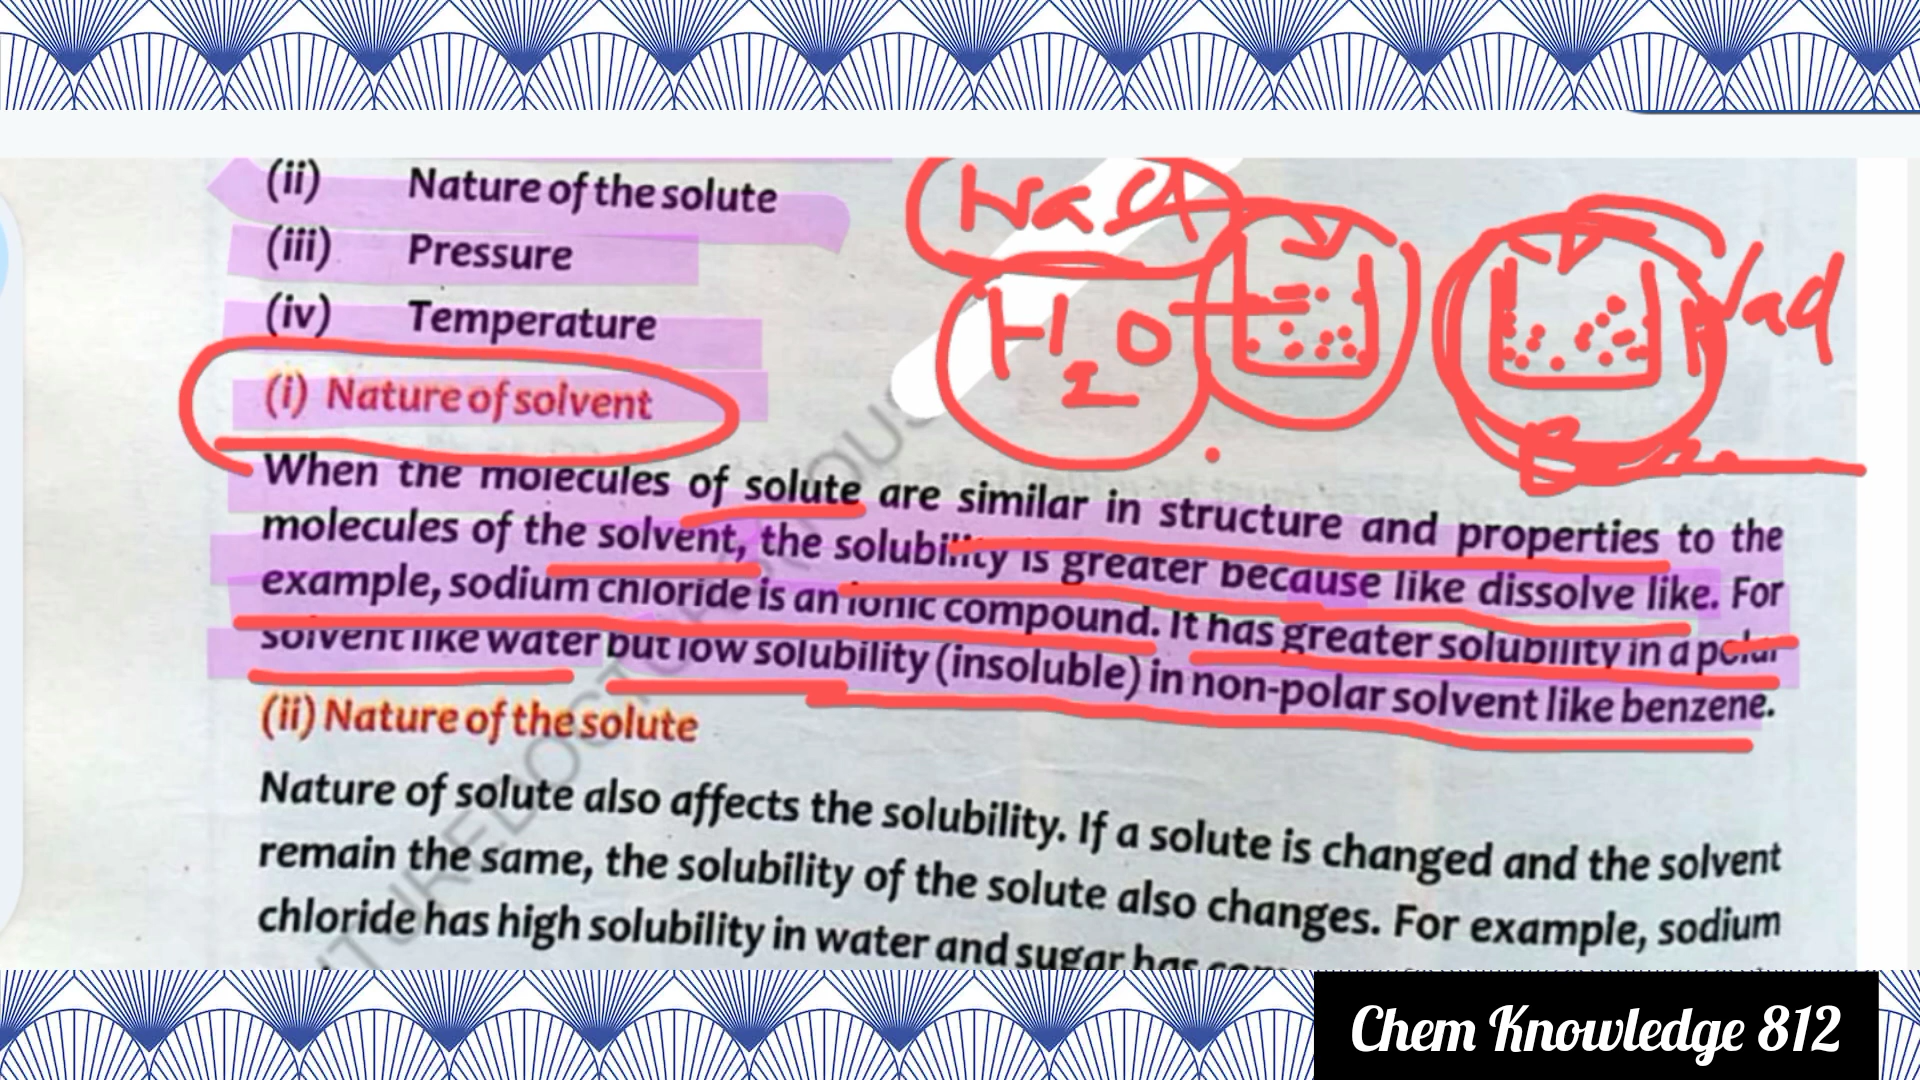 (ii) Nature of the solute
(iii) Pressure
(iv) Temperature
(i) Nature of solvent
When the molecules of solute are similar in structure and properties to the
molecules of the solvent, the solubility is greater because like dissolve like. For
example, sodium chloride is an ionic compound. It has greater solubility in a polar
solvent like water but low solubility (insoluble) in non-polar solvent like benzene.
(ii) Nature of the solute
Nature of solute also affects the solubility. If a solute is changed and the solvent
remain the same, the solubility of the solute also changes. For example, sodium
chloride has high solubility in water and sugar has
NaCl
H2O
NaCl
Chem Knowledge 812